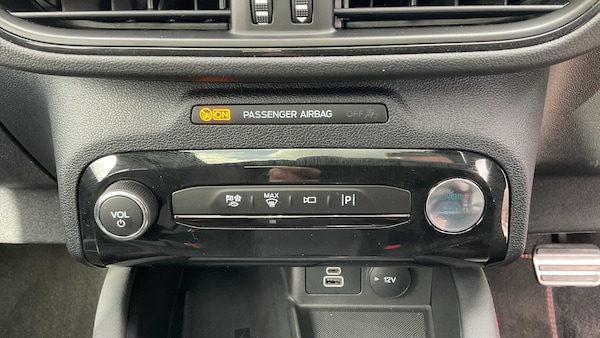 ON PASSENGER AIRBAG OFF
VOL
MAX
P
12V